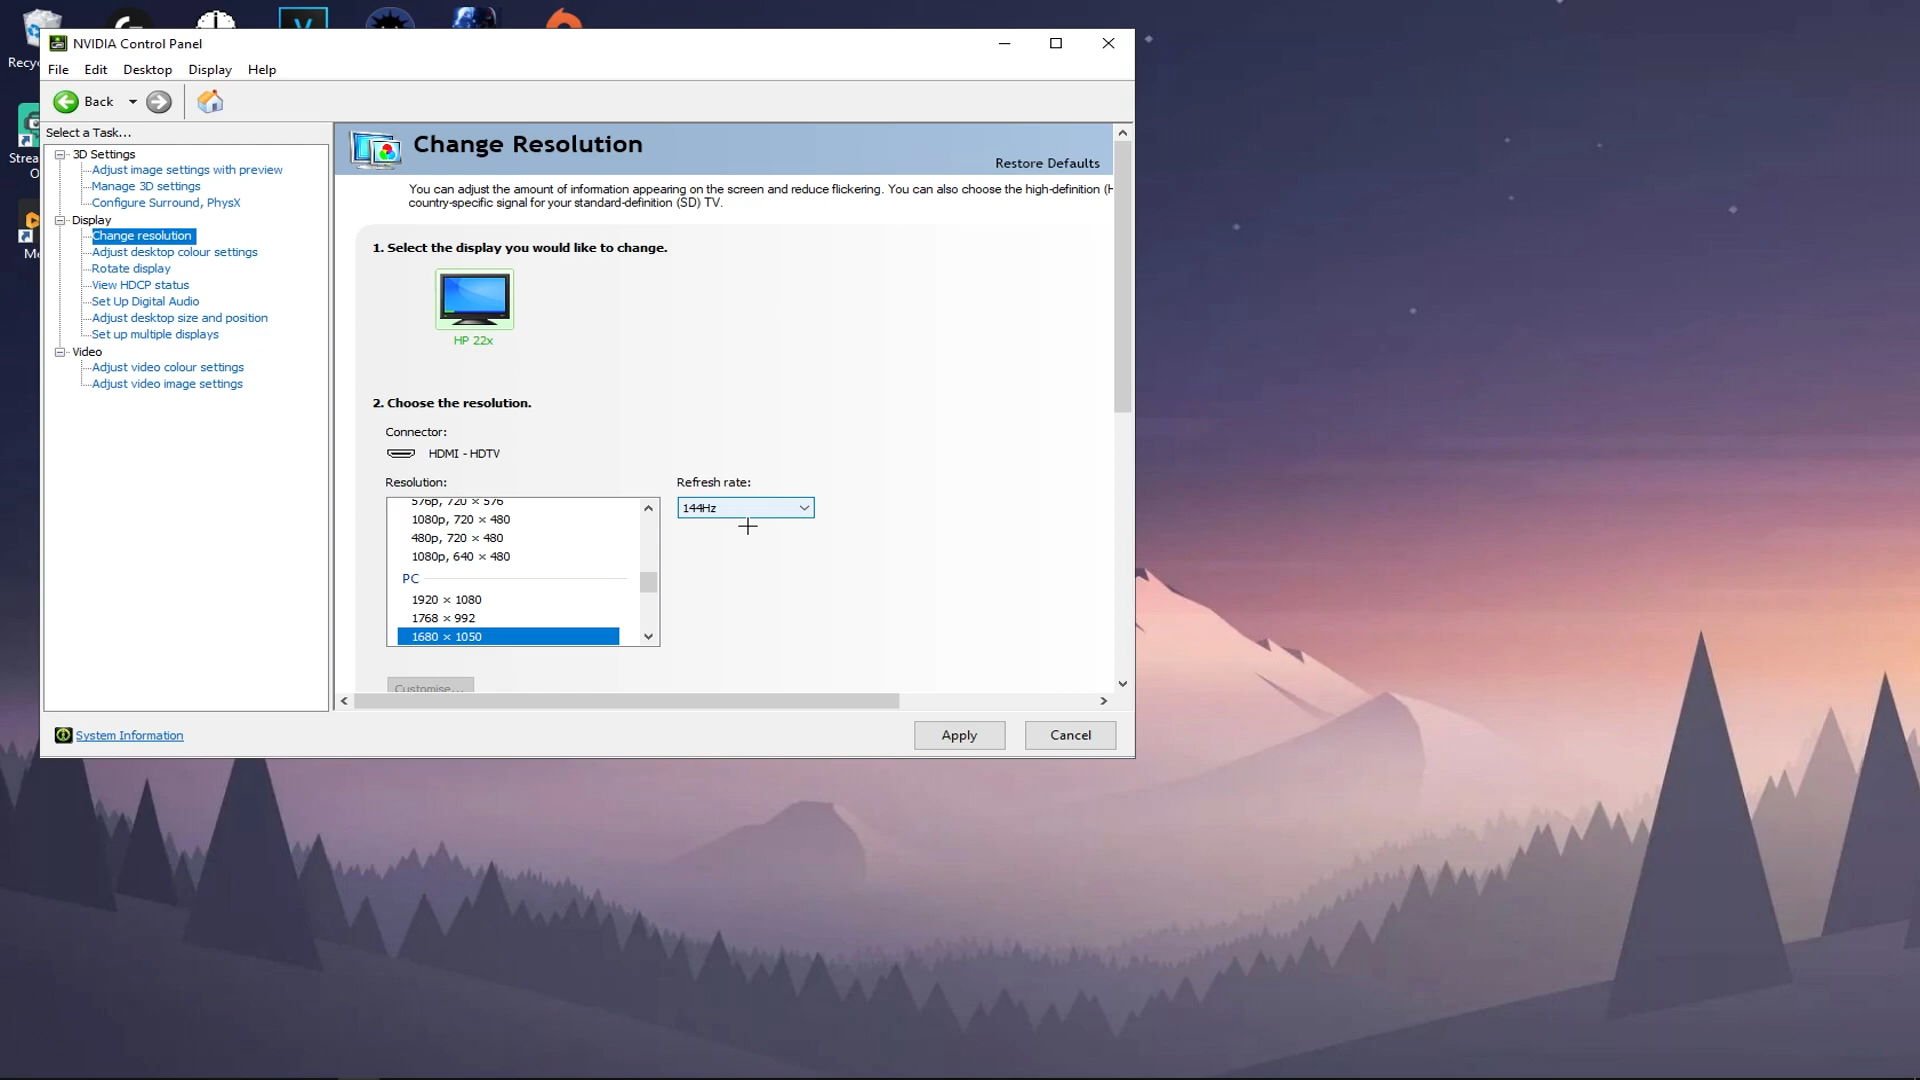 Recy
Strea
O
Me
NVIDIA Control Panel
File Edit Desktop Display Help
Back
Select a Task...
3D Settings
Adjust image settings with preview
Manage 3D settings
Configure Surround, PhysX
Display
Change resolution
Adjust desktop colour settings
Rotate display
View HDCP status
Set Up Digital Audio
Adjust desktop size and position
Set up multiple displays
Video
Adjust video colour settings
Adjust video image settings
System Information
Change Resolution
Restore Defaults
You can adjust the amount of information appearing on the screen and reduce flickering. You can also choose the high-definition (H
country-specific signal for your standard-definition (SD) TV.
1. Select the display you would like to change.
HP 22x
2. Choose the resolution.
Connector:
HDMI - HDTV
Resolution:
576p, 720 × 576
1080p, 720 × 480
480p, 720 × 480
1080p, 640 × 480
PC
1920 × 1080
1768 × 992
1680 × 1050
Refresh rate:
144Hz
Customise...
Apply
Cancel